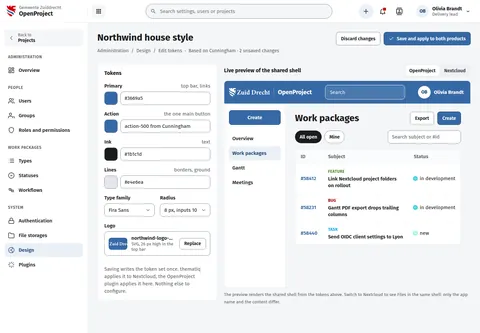 Gemeente Zuidbrecht
OpenProject
Search settings, users or projects
OB
Olivia Brandt
Delivery lead
Back to
Projects
ADMINISTRATION
Overview
PEOPLE
Users
Groups
Roles and permissions
WORK PACKAGES
Types
Statuses
Workflows
SYSTEM
Authentication
File storages
Design
Plugins
Northwind house style
Administration / Design / Edit tokens · Based on Cunningham · 2 unsaved changes
Discard changes
Save and apply to both products
Tokens
Primary
top bar, links
#3069a5
Action
the one main button
action-500 from Cunningham
Ink
text
#1b1c1d
Lines
borders, ground
#e4e6ea
Type family
Radius
Fira Sans
8 px, inputs 10
Logo
Zuid Drecht
northwind-logo-...
SVG, 26 px high in the top bar
Replace
Saving writes the token set once, thematiq
applies it to Nextcloud, the OpenProject
plugin applies it here. Nothing else to
configure.
Live preview of the shared shell
OpenProject
Nextcloud
Zuid Drecht
OpenProject
Search
OB
Olivia Brandt
Create
Overview
Work packages
Gantt
Meetings
Work packages
Export
Create
All open
Mine
Search subject or #id
ID
Subject
Status
#58412
FEATURE
Link Nextcloud project folders
on rollout
In development
#58231
BUG
Gantt PDF export drops trailing
columns
In development
#58440
TASK
Send OIDC client settings to Lyon
new
The preview renders the shared shell from the tokens above. Switch to Nextcloud to see Files in the same shell: only the app
name and the content differ.